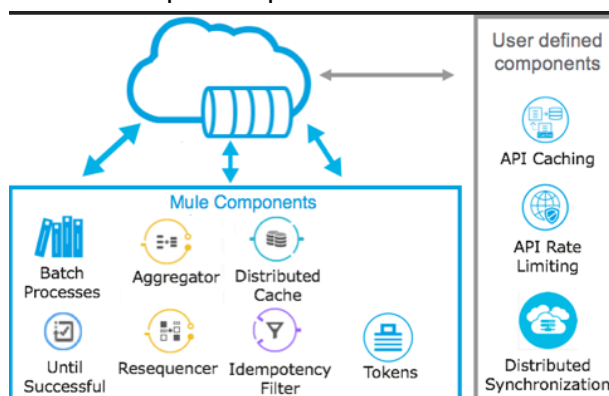 User defined
components
API Caching
API Rate
Limiting
Distributed
Synchronization
Mule Components
Batch
Processes
Aggregator
Distributed
Cache
Until
Successful
Resequencer
Idempotency
Filter
Tokens